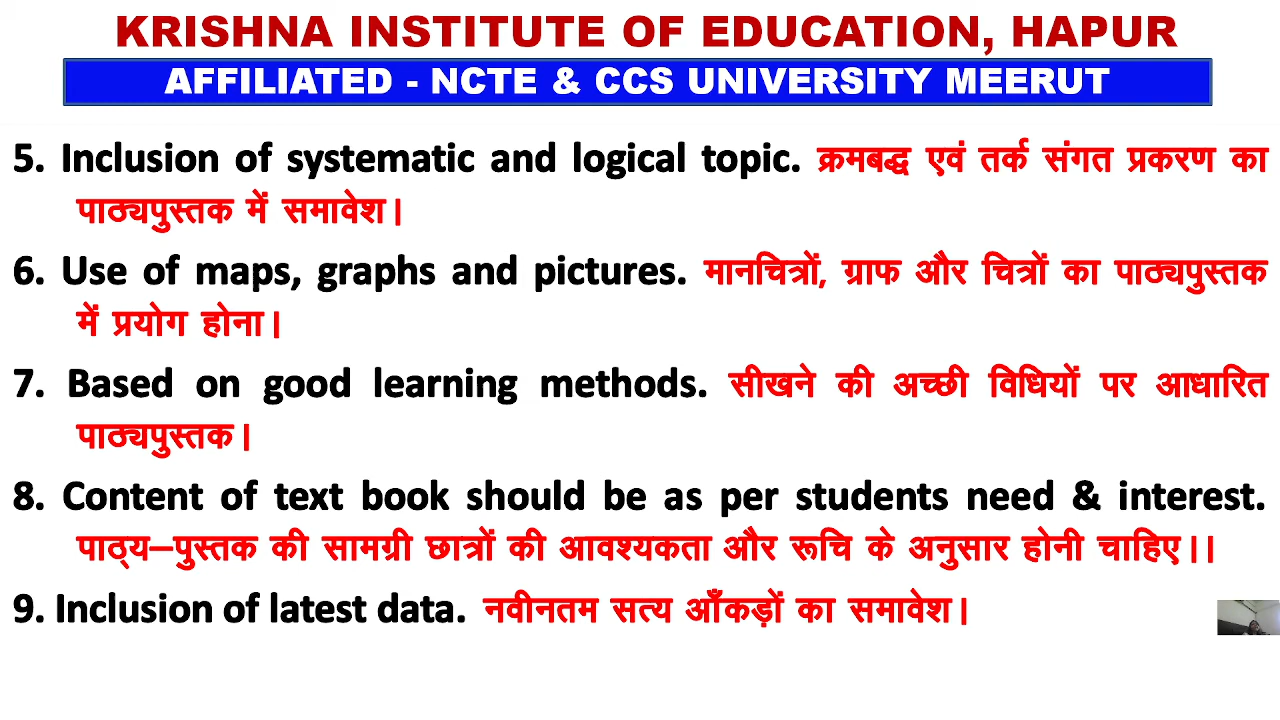 KRISHNA INSTITUTE OF EDUCATION, HAPUR
AFFILIATED - NCTE & CCS UNIVERSITY MEERUT
5. Inclusion of systematic and logical topic. क्रमबद्ध एवं तर्क संगत प्रकरण का
पाठ्यपुस्तक में समावेश।
6. Use of maps, graphs and pictures. मानचित्रों, ग्राफ और चित्रों का पाठ्यपुस्तक
में प्रयोग होना।
7. Based on good learning methods. सीखने की अच्छी विधियों पर आधारित
पाठ्यपुस्तक।
8. Content of text book should be as per students need & interest.
पाठ्य–पुस्तक की सामग्री छात्रों की आवश्यकता और रूचि के अनुसार होनी चाहिए।।
9. Inclusion of latest data. नवीनतम सत्य आँकड़ों का समावेश।